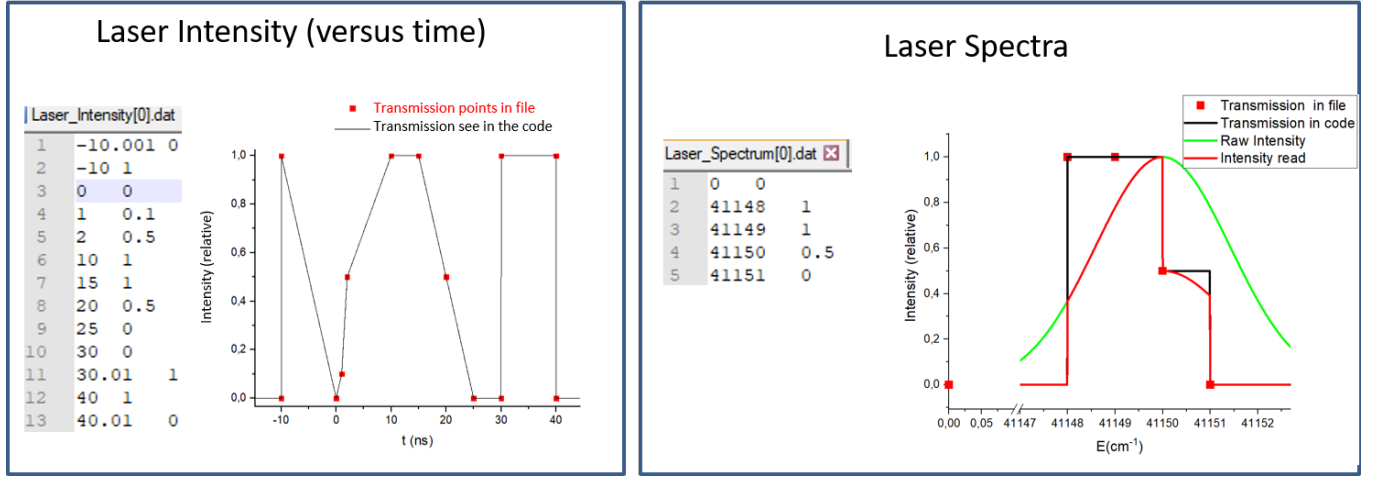 Laser Intensity (versus time)
Laser_Intensity[0].dat
1 -10.001 0
2 -10 1
3 0 0
4 1 0.1
5 2 0.5
6 10 1
7 15 1
8 20 0.5
9 25 0
10 30 0
11 30.01 1
12 40 1
13 40.01 0
Transmission points in file
Transmission see in the code
Intensity (relative)
1,0
0,8
0,6
0,4
0,2
0,0
-10 0 10 20 30 40
t (ns)
Laser Spectra
Laser_Spectrum[0].dat
1 0 0
2 41148 1
3 41149 1
4 41150 0.5
5 41151 0
Transmission in file
Transmission in code
Raw Intensity
Intensity read
Intensity (relative)
1,0
0,8
0,6
0,4
0,2
0,0
0,00 0,05 41147 41148 41149 41150 41151 41152
E(cm⁻¹)